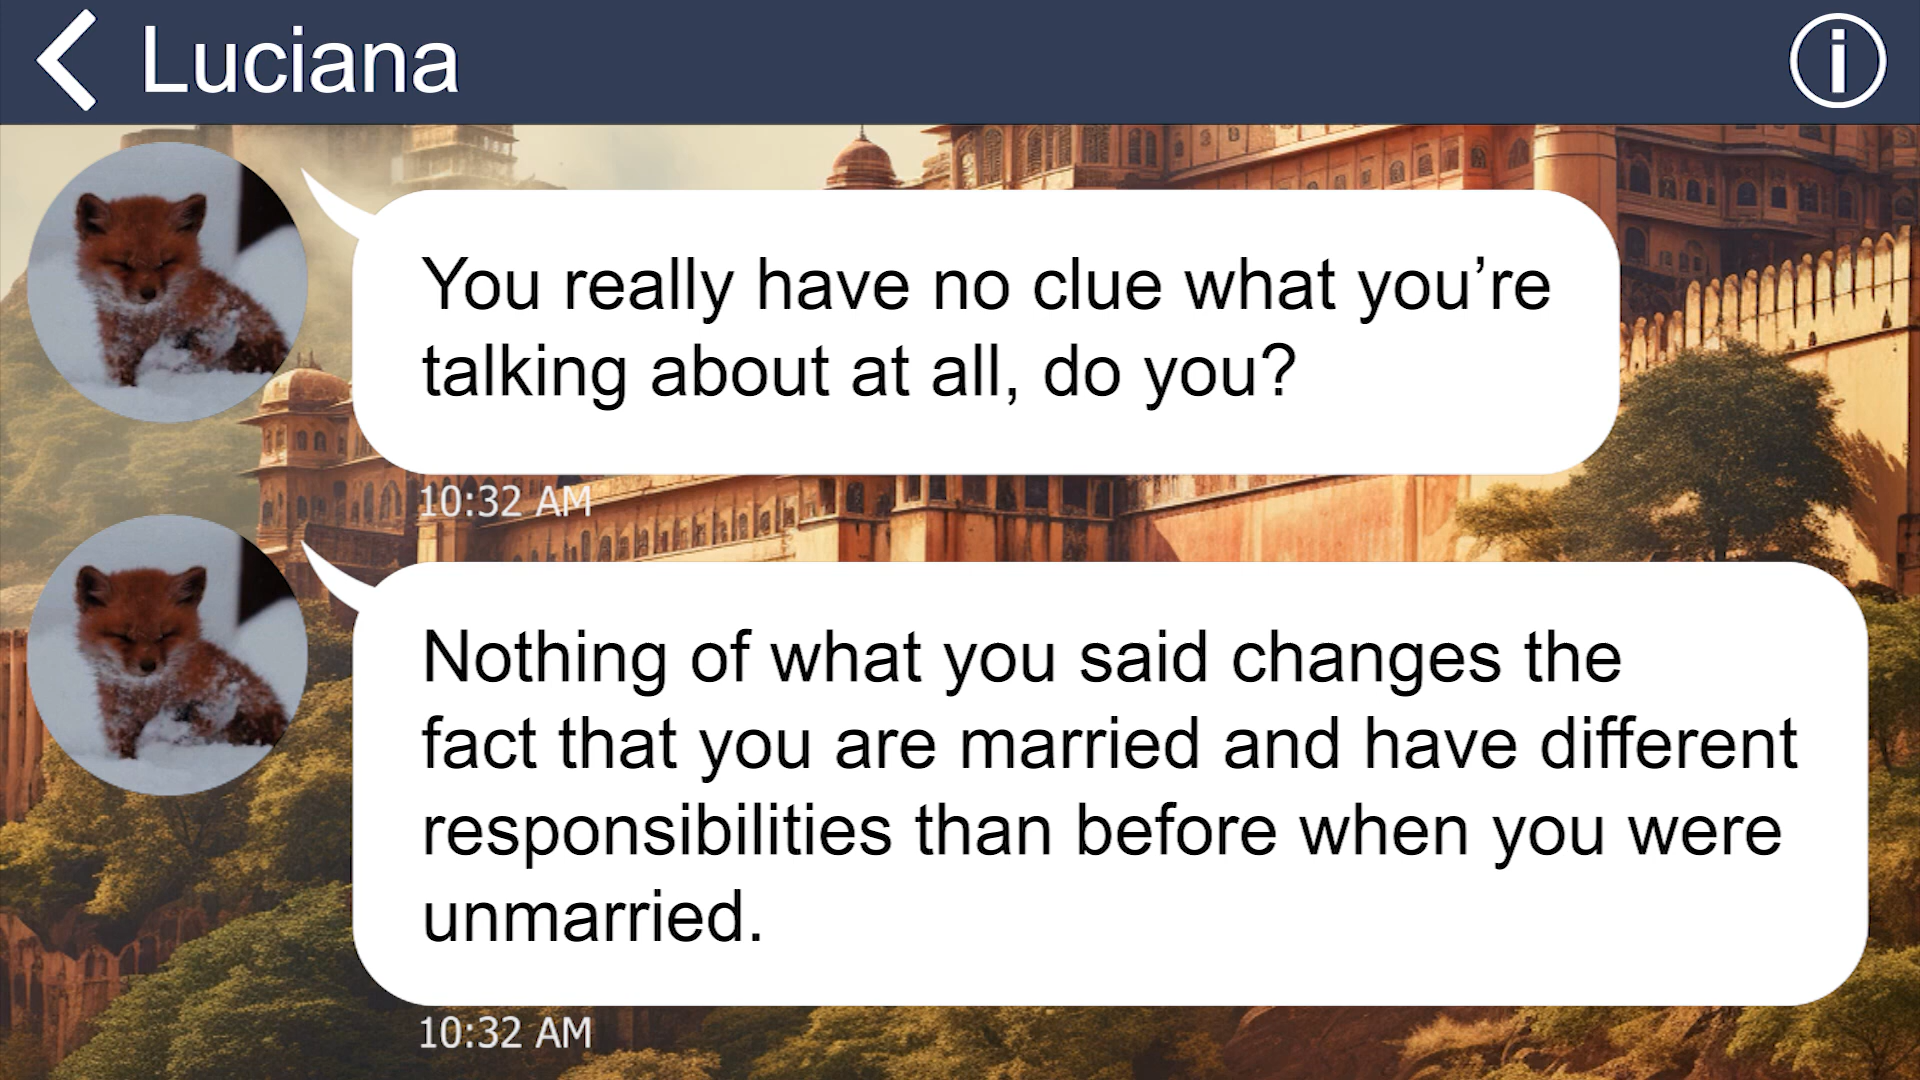 Luciana
You really have no clue what you’re
talking about at all, do you?
10:32 AM
Nothing of what you said changes the
fact that you are married and have different
responsibilities than before when you were
unmarried.
10:32 AM